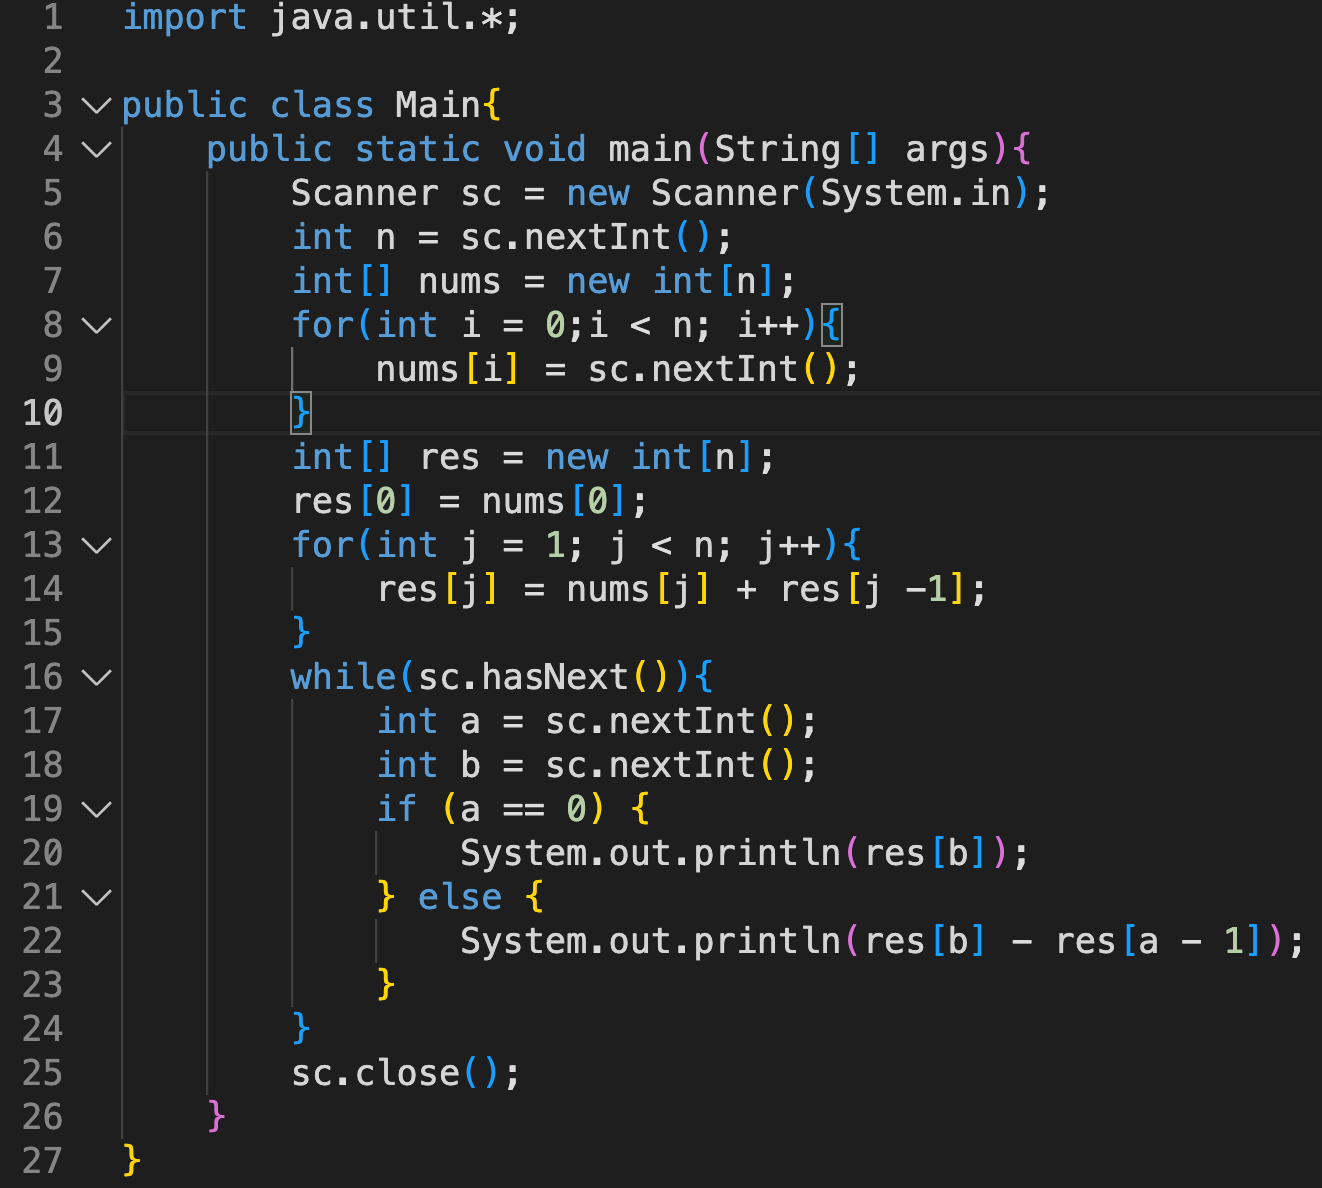 1 import java.util.*;
2
3 public class Main{
4     public static void main(String[] args){
5         Scanner sc = new Scanner(System.in);
6         int n = sc.nextInt();
7         int[] nums = new int[n];
8         for(int i = 0;i < n; i++){
9             nums[i] = sc.nextInt();
10         }
11         int[] res = new int[n];
12         res[0] = nums[0];
13         for(int j = 1; j < n; j++){
14             res[j] = nums[j] + res[j -1];
15         }
16         while(sc.hasNext()){
17             int a = sc.nextInt();
18             int b = sc.nextInt();
19             if (a == 0) {
20                 System.out.println(res[b]);
21             } else {
22                 System.out.println(res[b] - res[a - 1]);
23             }
24         }
25         sc.close();
26     }
27 }